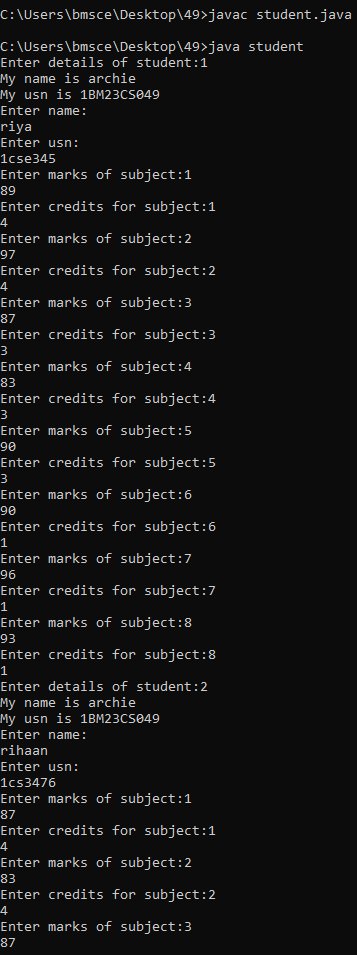 C:\Users\bmsce\Desktop\49>javac student.java
C:\Users\bmsce\Desktop\49>java student
Enter details of student:1
My name is archie
My usn is 1BM23CS049
Enter name:
riya
Enter usn:
1cse345
Enter marks of subject:1
89
Enter credits for subject:1
4
Enter marks of subject:2
97
Enter credits for subject:2
4
Enter marks of subject:3
87
Enter credits for subject:3
3
Enter marks of subject:4
83
Enter credits for subject:4
3
Enter marks of subject:5
90
Enter credits for subject:5
3
Enter marks of subject:6
90
Enter credits for subject:6
1
Enter marks of subject:7
96
Enter credits for subject:7
1
Enter marks of subject:8
93
Enter credits for subject:8
1
Enter details of student:2
My name is archie
My usn is 1BM23CS049
Enter name:
rihaan
Enter usn:
1cs3476
Enter marks of subject:1
87
Enter credits for subject:1
4
Enter marks of subject:2
83
Enter credits for subject:2
4
Enter marks of subject:3
87